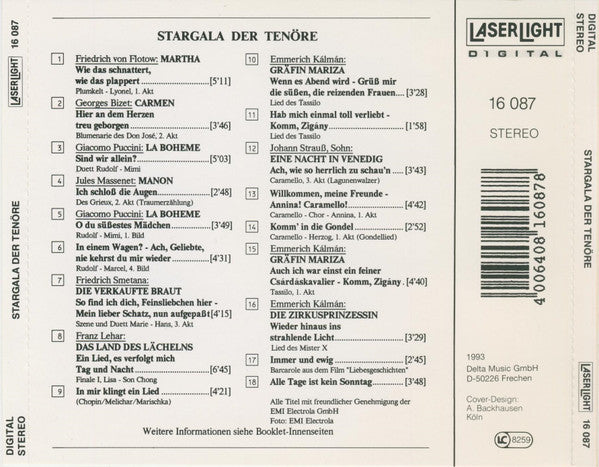 STARGALA DER TENÖRE
1 Friedrich von Flotow: MARTHA
Wie das schnattert,
wie das plappert [5'11]
Plumkelt - Lyonel, 1. Akt
2 Georges Bizet: CARMEN
Hier an dem Herzen
treu geborgen [3'46]
Blumenarie des Don José, 2. Akt
3 Giacomo Puccini: LA BOHEME
Sind wir allein? [5'03]
Duett Rudolf - Mimi
4 Jules Massenet: MANON
Ich schloß die Augen [2'48]
Des Grieux, 2. Akt (Traumerzählung)
5 Giacomo Puccini: LA BOHEME
O du süßestes Mädchen [3'49]
Rudolf - Mimi, 1. Bild
6 In einem Wagen? - Ach, Geliebte,
nie kehrst du mir wieder [4'31]
Rudolf - Marcel, 4. Bild
7 Friedrich Smetana:
DIE VERKAUFTE BRAUT
So find ich dich, Feinsliebchen hier -
Mein lieber Schatz, nun aufgepaßt [4'15]
Szene und Duett Marie - Hans, 3. Akt
8 Franz Lehar:
DAS LAND DES LÄCHELNS
Ein Lied, es verfolgt mich
Tag und Nacht [6'45]
Finale I, Lisa - Son Chong
9 In mir klingt ein Lied [4'21]
(Chopin/Melichar/Marischka)
10 Emmerich Kálmán:
GRÄFIN MARIZA
Wenn es Abend wird - Grüß mir
die süßen, die reizenden Frauen [3'28]
Lied des Tassilo
11 Hab mich einmal toll verliebt -
Komm, Zigány [1'58]
Lied des Tassilo
12 Johann Strauß, Sohn:
EINE NACHT IN VENEDIG
Ach, wie so herrlich zu schau'n [3'43]
Caramello, 3. Akt (Lagunenwalzer)
13 Willkommen, meine Freunde -
Annina! Caramello! [4'42]
Caramello - Chor - Annina, 1. Akt
14 Komm' in die Gondel [2'52]
Caramello - Herzog, 1. Akt (Gondellied)
15 Emmerich Kálmán:
GRÄFIN MARIZA
Auch ich war einst ein feiner
Csárdáskavalier - Komm, Zigány [4'40]
Tassilo, 1. Akt
16 Emmerich Kálmán:
DIE ZIRKUSPRINZESSIN
Wieder hinaus ins
strahlende Licht [3'29]
Lied des Mister X
17 Immer und ewig [2'45]
Barcarole aus dem Film "Liebesgeschichten"
18 Alle Tage ist kein Sonntag [3'48]
Alle Titel mit freundlicher Genehmigung der
EMI Electrola GmbH
Foto: EMI Electrola
Weitere Informationen siehe Booklet-Innenseiten
LASERLIGHT
DIGITAL
16 087
STEREO
4 006408 160878
1993
Delta Music GmbH
D-50226 Frechen
Cover-Design:
A. Backhausen
Köln
LC 8259
LASERLIGHT 16 087
STARGALA DER TENÖRE
DIGITAL
STEREO
DIGITAL
STEREO
STARGALA DER TENÖRE
LASERLIGHT 16 087